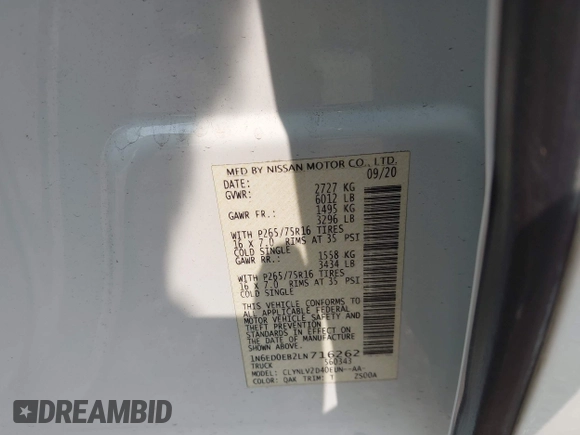 MFD BY NISSAN MOTOR CO., LTD.
DATE: 09/20
GVWR: 2727 KG
6012 LB
GAWR FR.: 1495 KG
3296 LB
WITH P265/75R16 TIRES
16 X 7.0 RIMS AT 35 PSI
COLD SINGLE
GAWR RR.: 1558 KG
3434 LB
WITH P265/75R16 TIRES
16 X 7.0 RIMS AT 35 PSI
COLD SINGLE
THIS VEHICLE CONFORMS TO
ALL APPLICABLE FEDERAL
MOTOR VEHICLE SAFETY AND
THEFT PREVENTION
STANDARDS IN EFFECT ON
THE DATE OF MANUFACTURE
SHOWN ABOVE.
1N6ED0EB2LN716262
TRUCK 560343
MODEL: CLYNLVZD40EUN--AA-
COLOR: QAK TRIM: Y 2500A
DREAMBID
DREAMBID.COM